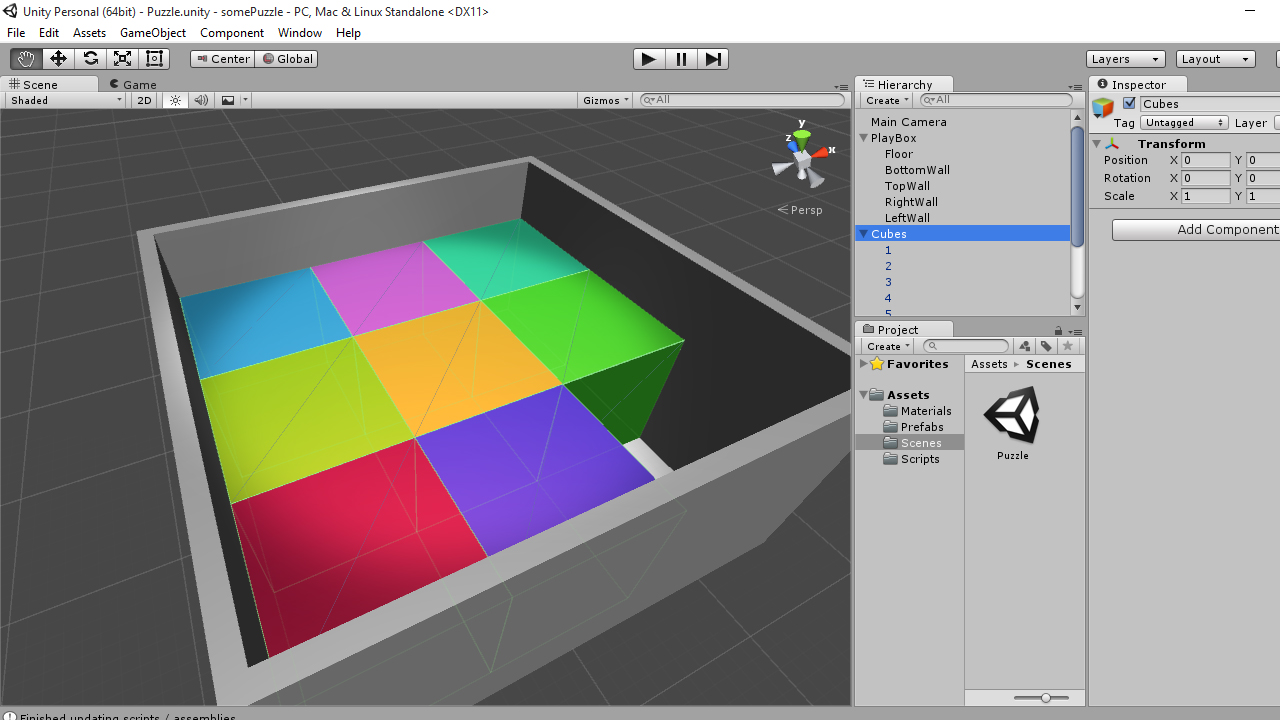 Unity Personal (64bit) - Puzzle.unity - somePuzzle - PC, Mac & Linux Standalone <DX11>
File Edit Assets GameObject Component Window Help
Center Global Layers Layout
Scene Game
Shaded 2D Gizmos All
y
z
x
Persp
Hierarchy
Create All
Main Camera
PlayBox
Floor
BottomWall
TopWall
RightWall
LeftWall
Cubes
1
2
3
4
5
Project
Create
Favorites
Assets
Materials
Prefabs
Scenes
Scripts
Assets Scenes
Puzzle
Inspector
Cubes
Tag Untagged Layer
Transform
Position X 0 Y 0
Rotation X 0 Y 0
Scale X 1 Y 1
Add Component
Finished updating scripts / assemblies